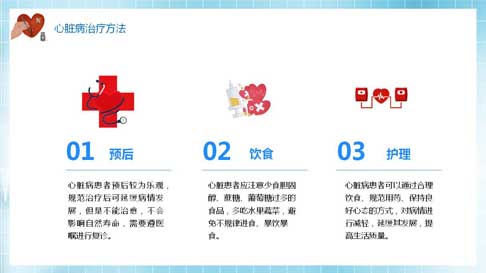 心脏病治疗方法
01 预后
心脏病患者预后较为乐观，
规范治疗后可延缓病情发
展，但是不能治愈，不会
影响自然寿命，需要遵医
嘱进行复诊。
02 饮食
心脏患者应注意少食胆固
醇、蔗糖、葡萄糖过多的
食品，多吃水果蔬菜，避
免不规律进食、暴饮暴
食。
03 护理
心脏病患者可以通过合理
饮食、规范用药、保持良
好心态的方式，对病情进
行减轻，延缓其发展，提
高生活质量。